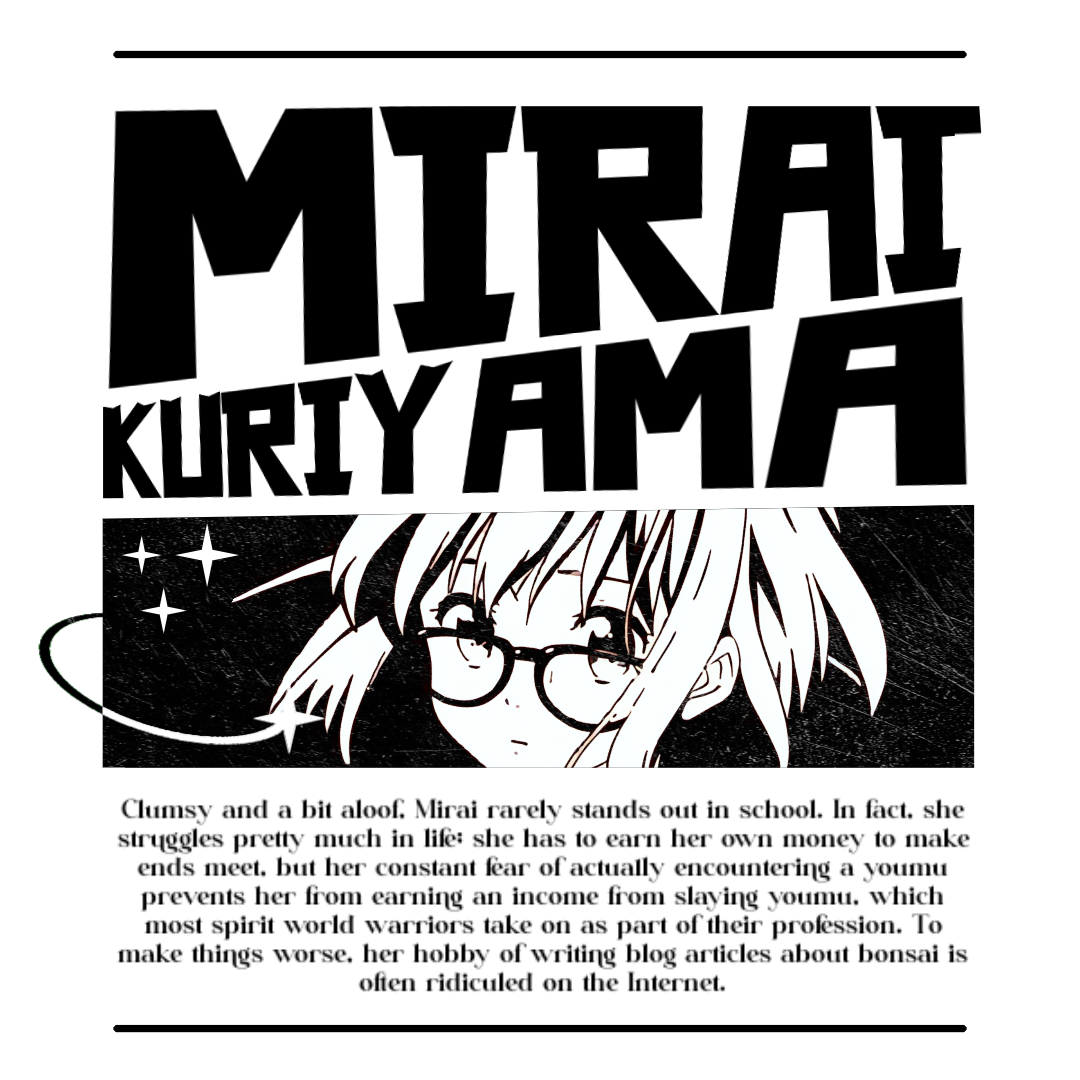 MIRAI
KURIYAMA
Clumsy and a bit aloof, Mirai rarely stands out in school. In fact, she
struggles pretty much in life: she has to earn her own money to make
ends meet, but her constant fear of actually encountering a youmu
prevents her from earning an income from slaying youmu, which
most spirit world warriors take on as part of their profession. To
make things worse, her hobby of writing blog articles about bonsai is
often ridiculed on the Internet.